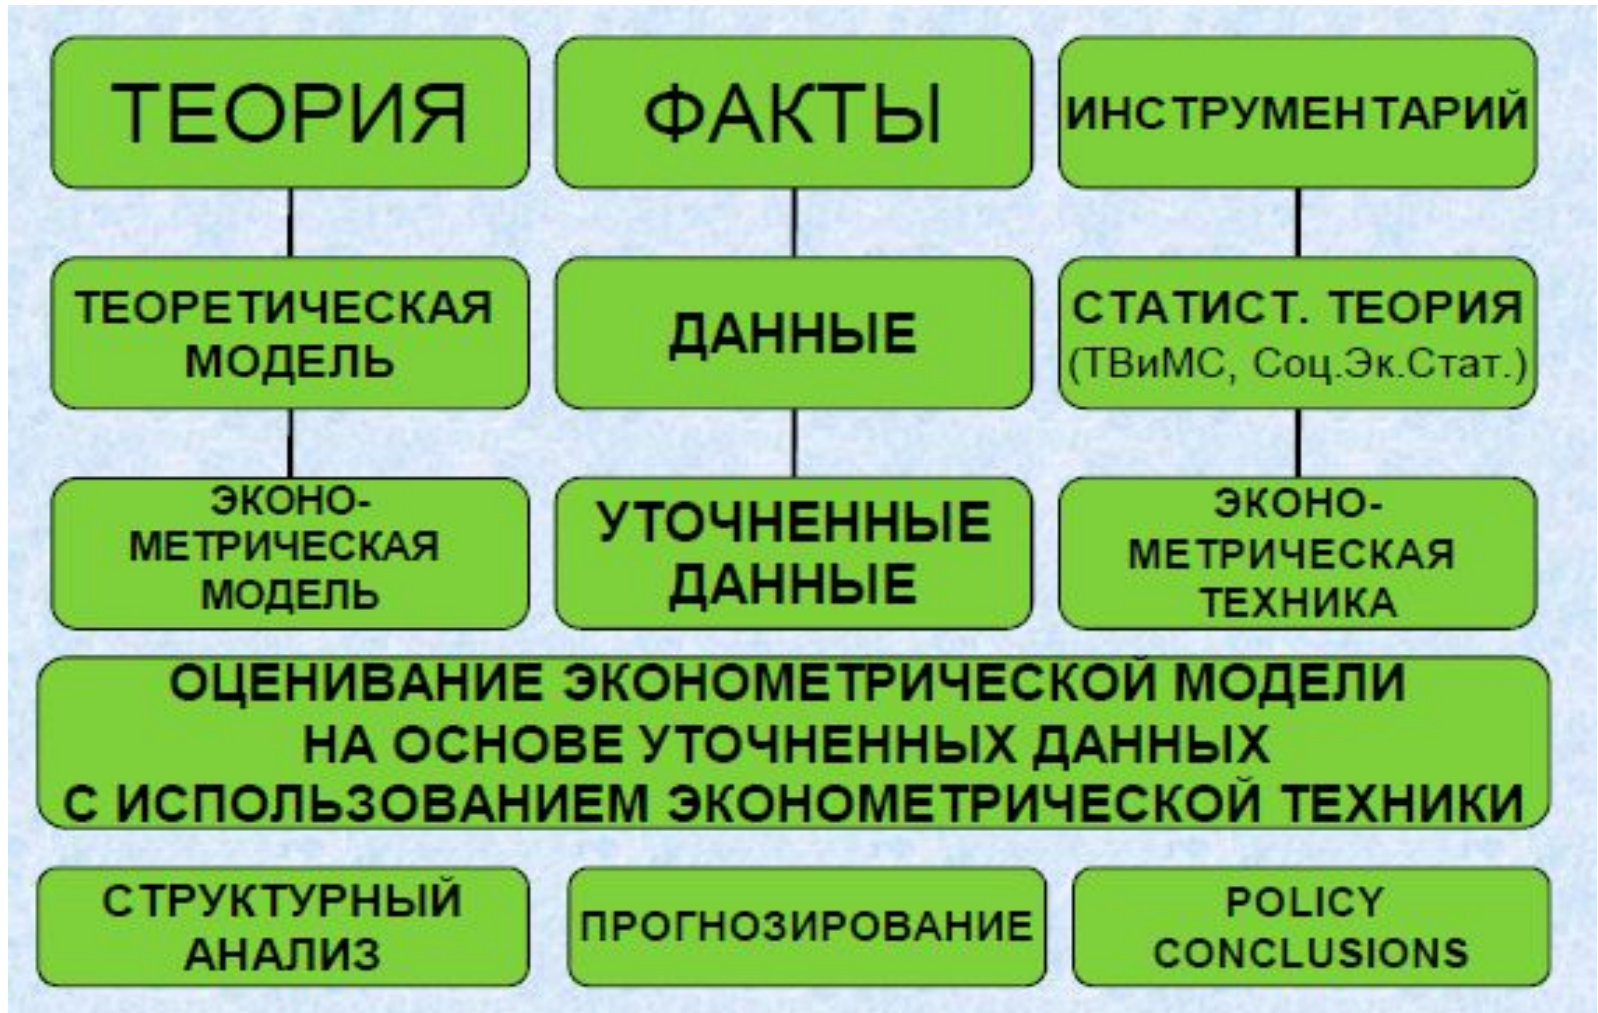 ТЕОРИЯ
ФАКТЫ
ИНСТРУМЕНТАРИЙ
ТЕОРЕТИЧЕСКАЯ
МОДЕЛЬ
ДАННЫЕ
СТАТИСТ. ТЕОРИЯ
(ТВиМС, Соц.Эк.Стат.)
ЭКОНО-
МЕТРИЧЕСКАЯ
МОДЕЛЬ
УТОЧНЕННЫЕ
ДАННЫЕ
ЭКОНО-
МЕТРИЧЕСКАЯ
ТЕХНИКА
ОЦЕНИВАНИЕ ЭКОНОМЕТРИЧЕСКОЙ МОДЕЛИ
НА ОСНОВЕ УТОЧНЕННЫХ ДАННЫХ
С ИСПОЛЬЗОВАНИЕМ ЭКОНОМЕТРИЧЕСКОЙ ТЕХНИКИ
СТРУКТУРНЫЙ
АНАЛИЗ
ПРОГНОЗИРОВАНИЕ
POLICY
CONCLUSIONS